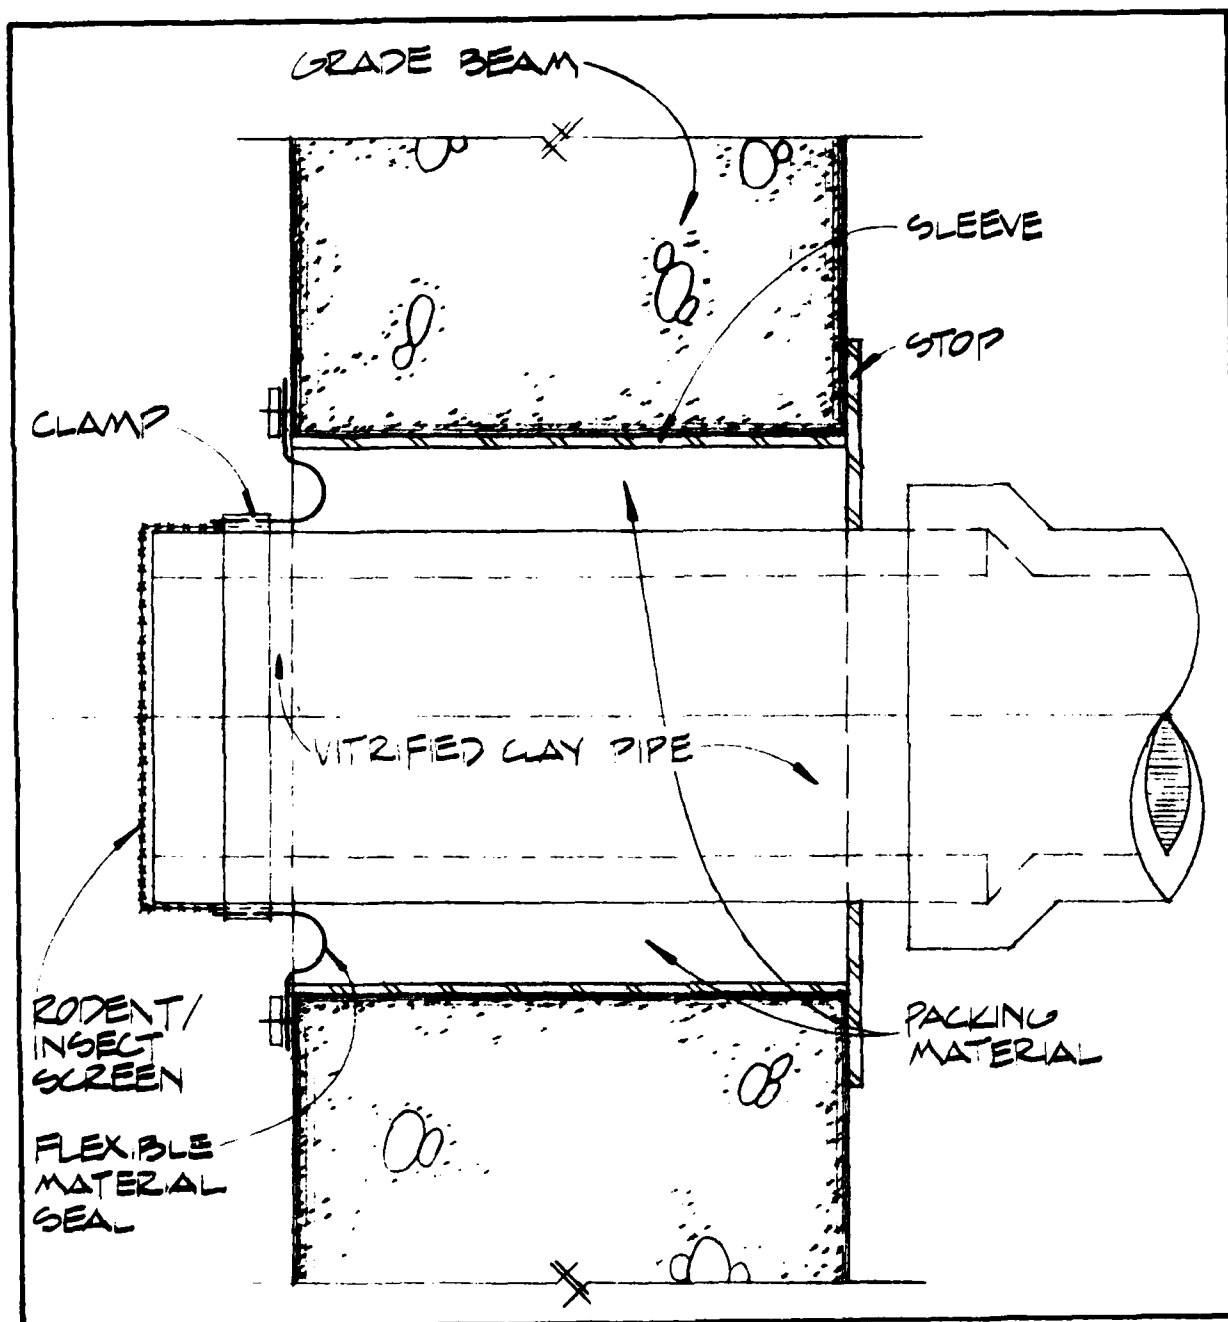 GRADE BEAM
SLEEVE
STOP
CLAMP
VITRIFIED CLAY PIPE
RODENT/
INSECT
SCREEN
PACKING
MATERIAL
FLEXIBLE
MATERIAL
SEAL